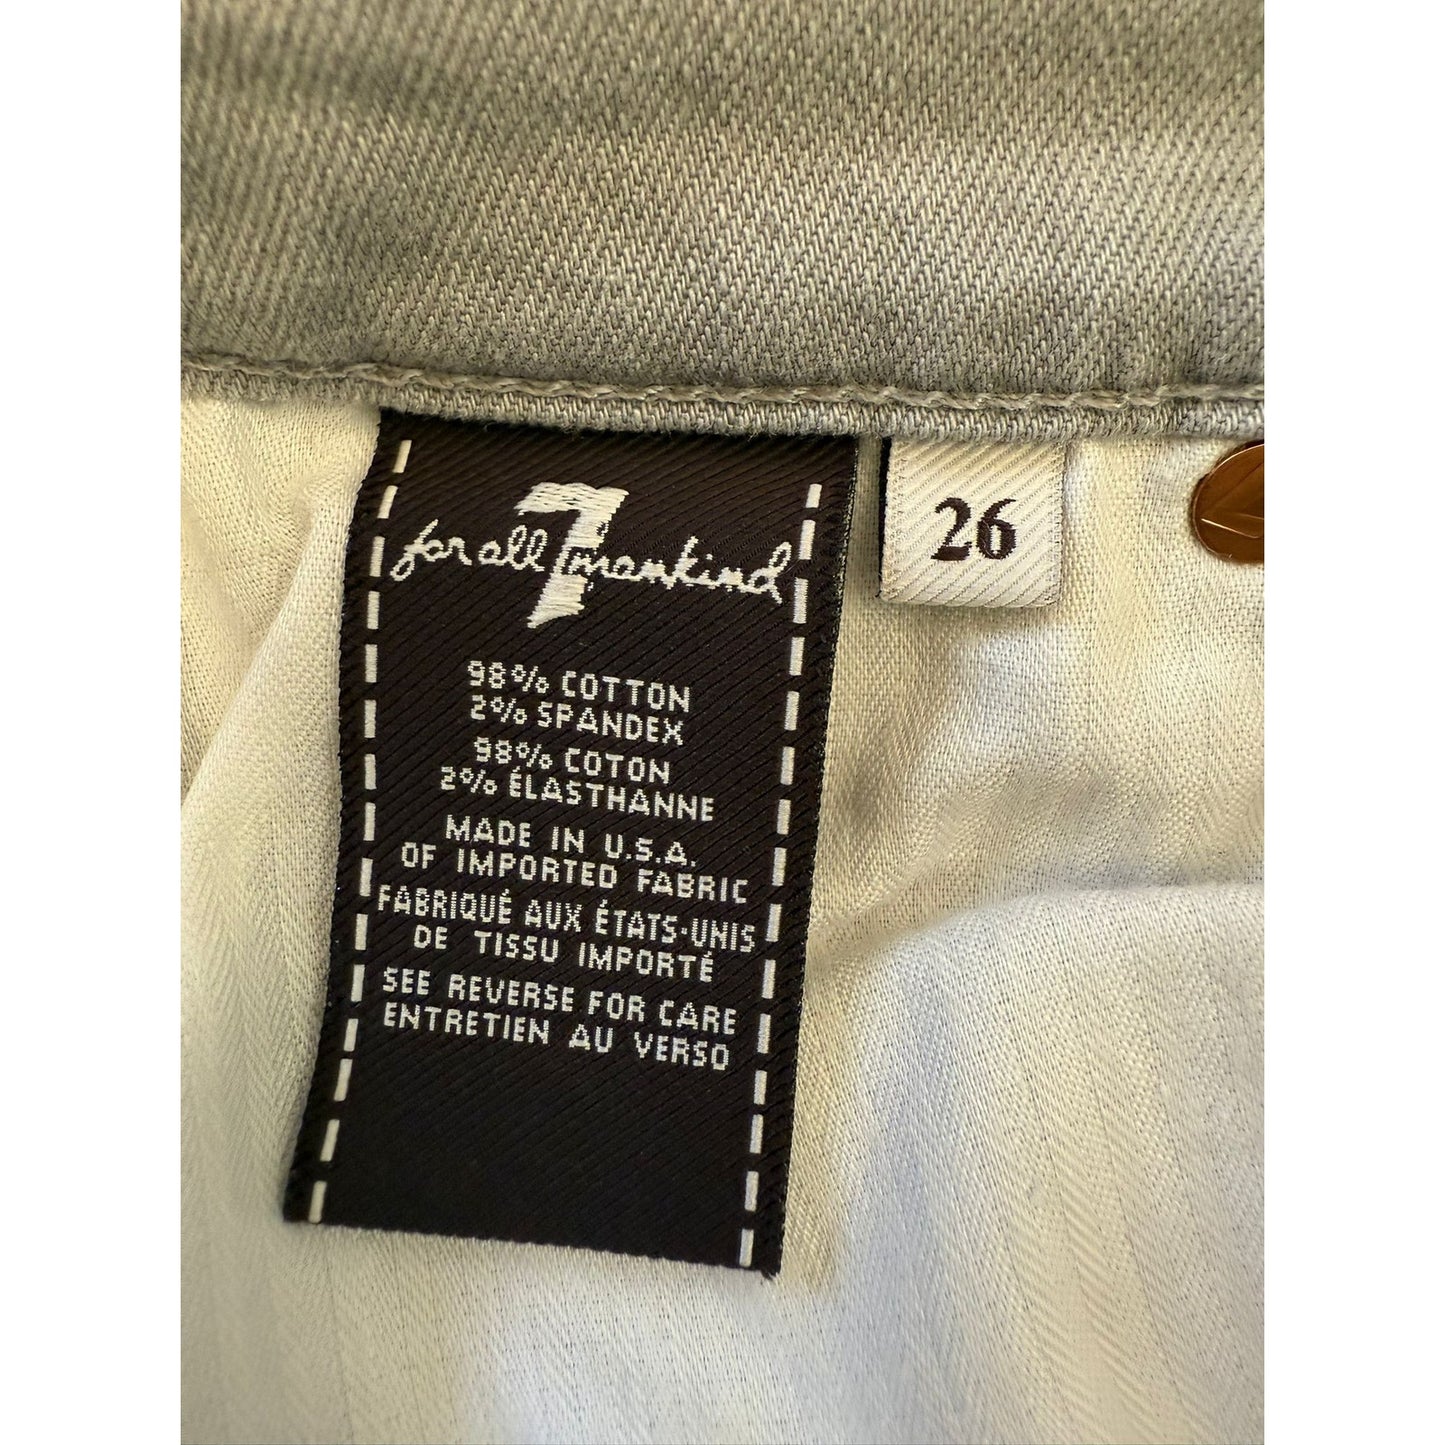 for all 7 mankind
26
98% COTTON
2% SPANDEX
98% COTON
2% ÉLASTHANNE
MADE IN U.S.A.
OF IMPORTED FABRIC
FABRIQUÉ AUX ÉTATS-UNIS
DE TISSU IMPORTÉ
SEE REVERSE FOR CARE
ENTRETIEN AU VERSO